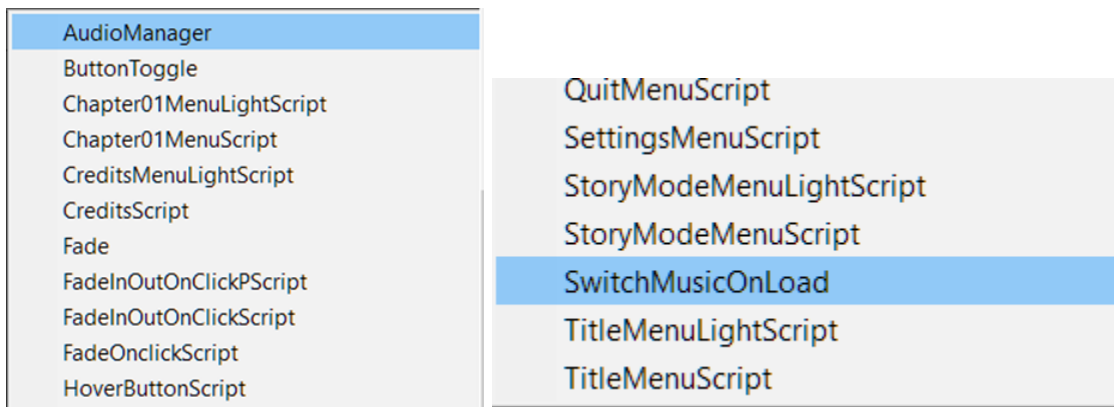 AudioManager
ButtonToggle
Chapter01MenuLightScript
Chapter01MenuScript
CreditsMenuLightScript
CreditsScript
Fade
FadeInOutOnClickPScript
FadeInOutOnClickScript
FadeOnclickScript
HoverButtonScript
QuitMenuScript
SettingsMenuScript
StoryModeMenuLightScript
StoryModeMenuScript
SwitchMusicOnLoad
TitleMenuLightScript
TitleMenuScript